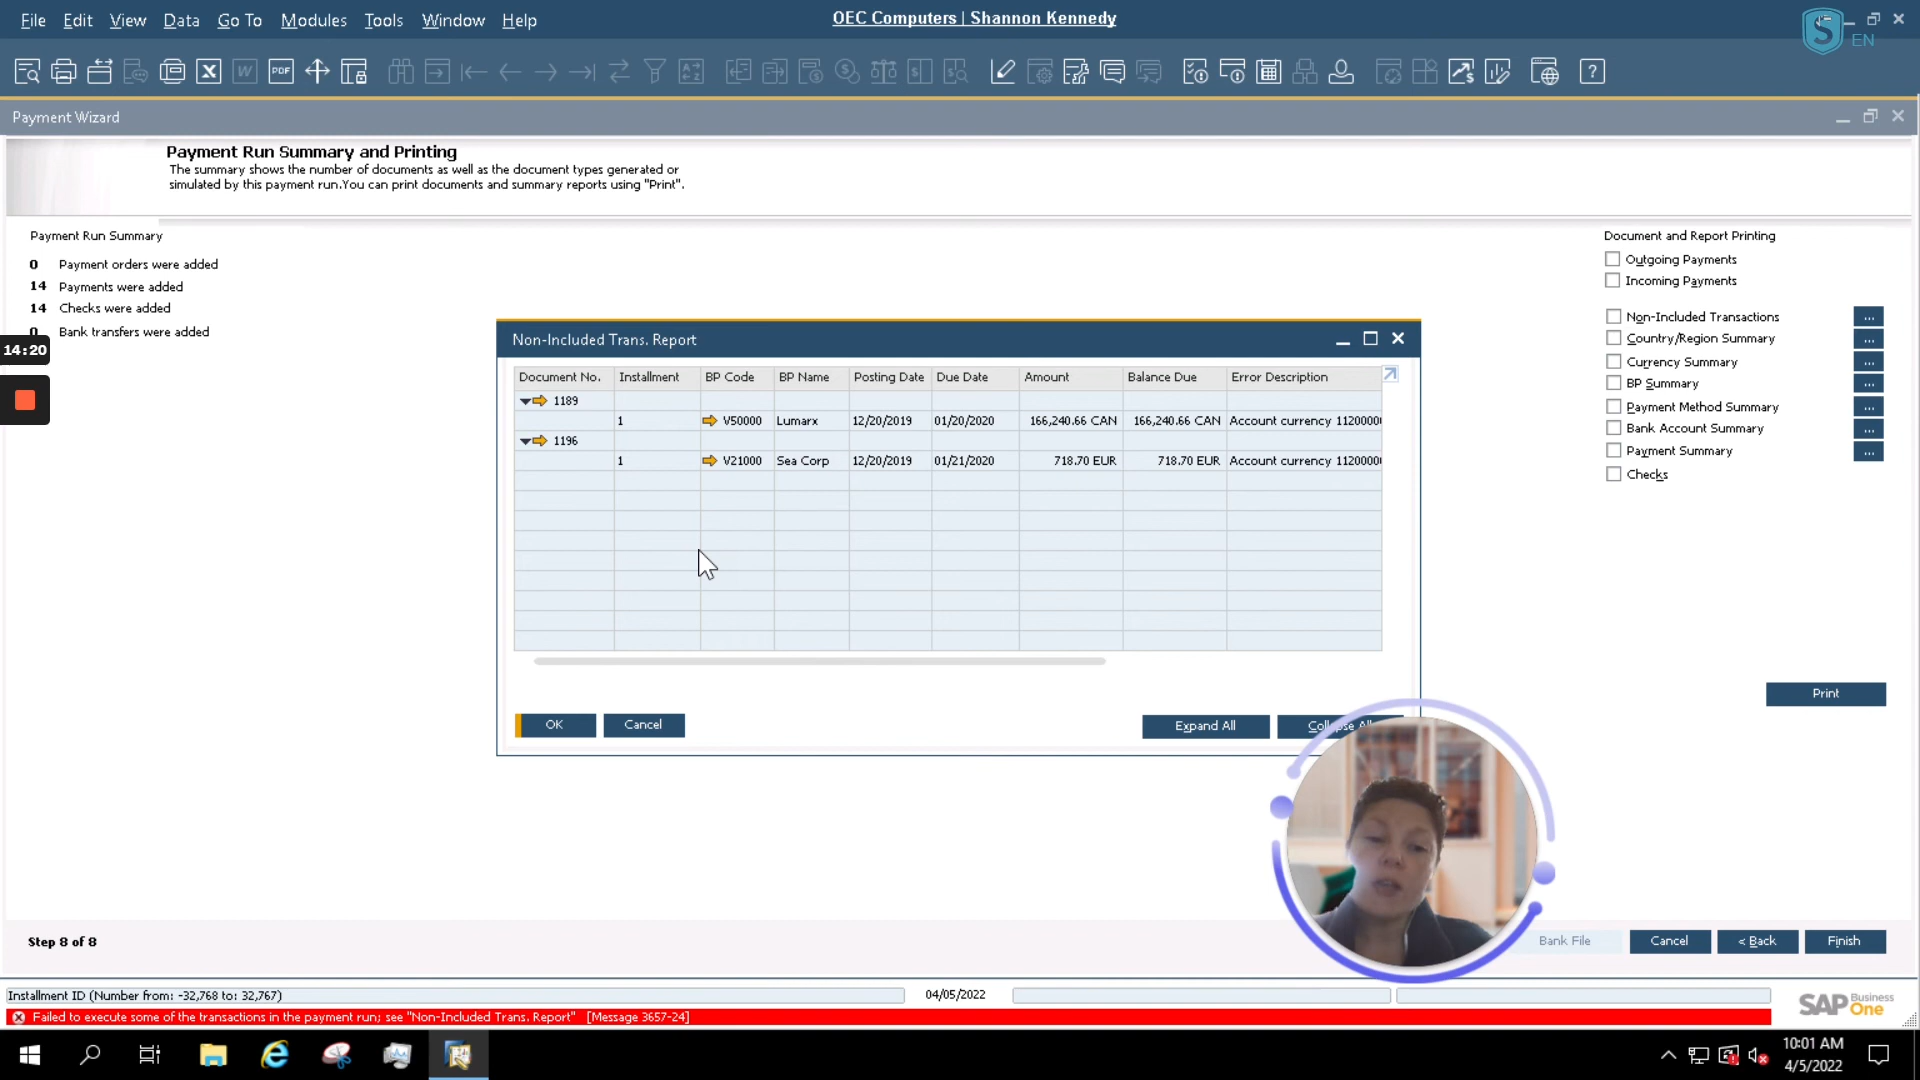 File Edit View Data Go To Modules Tools Window Help
OEC Computers | Shannon Kennedy
EN
Payment Wizard
Payment Run Summary and Printing
The summary shows the number of documents as well as the document types generated or
simulated by this payment run.You can print documents and summary reports using "Print".
Payment Run Summary
0 Payment orders were added
14 Payments were added
14 Checks were added
0 Bank transfers were added
14:20
Document and Report Printing
Outgoing Payments
Incoming Payments
Non-Included Transactions ...
Country/Region Summary ...
Currency Summary ...
BP Summary ...
Payment Method Summary ...
Bank Account Summary ...
Payment Summary ...
Checks
Print
Non-Included Trans. Report
Document No. Installment BP Code BP Name Posting Date Due Date Amount Balance Due Error Description
1189
1 V50000 Lumarx 12/20/2019 01/20/2020 166,240.66 CAN 166,240.66 CAN Account currency 1120000
1196
1 V21000 Sea Corp 12/20/2019 01/21/2020 718.70 EUR 718.70 EUR Account currency 1120000
OK Cancel Expand All Collapse All
Step 8 of 8
Bank File Cancel < Back Finish
Installment ID (Number from: -32,768 to: 32,767) 04/05/2022
SAP Business One
Failed to execute some of the transactions in the payment run; see "Non-Included Trans. Report" [Message 3657-24]
10:01 AM
4/5/2022